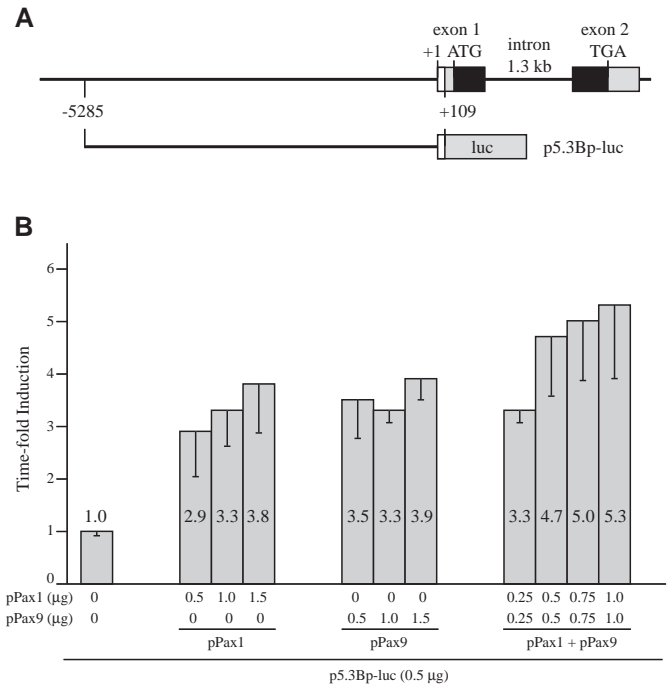 A
exon 1
exon 2
+1 ATG
intron
TGA
1.3 kb
-5285
+109
luc
p5.3Bp-luc
B
Time-fold Induction
6
5
4
3
2
1
0
1.0
2.9 3.3 3.8
3.5 3.3 3.9
3.3 4.7 5.0 5.3
pPax1 (µg) 0 0.5 1.0 1.5 0 0 0 0.25 0.5 0.75 1.0
pPax9 (µg) 0 0 0 0 0.5 1.0 1.5 0.25 0.5 0.75 1.0
pPax1 pPax9 pPax1 + pPax9
p5.3Bp-luc (0.5 µg)